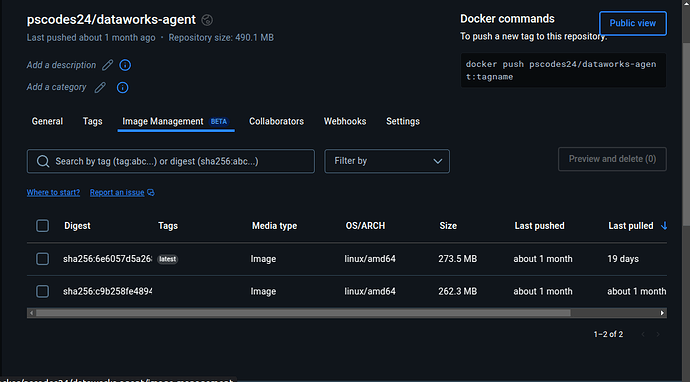 pscodes24/dataworks-agent
Last pushed about 1 month ago • Repository size: 490.1 MB
Add a description
Add a category
Docker commands
Public view
To push a new tag to this repository:
docker push pscodes24/dataworks-agen
t:tagname
General Tags Image Management BETA Collaborators Webhooks Settings
Search by tag (tag:abc...) or digest (sha256:abc...)
Filter by
Preview and delete (0)
Where to start? Report an issue
Digest Tags Media type OS/ARCH Size Last pushed Last pulled
sha256:6e6057d5a26 latest Image linux/amd64 273.5 MB about 1 month 19 days
sha256:c9b258fe4894 Image linux/amd64 262.3 MB about 1 month about 1 month
1–2 of 2